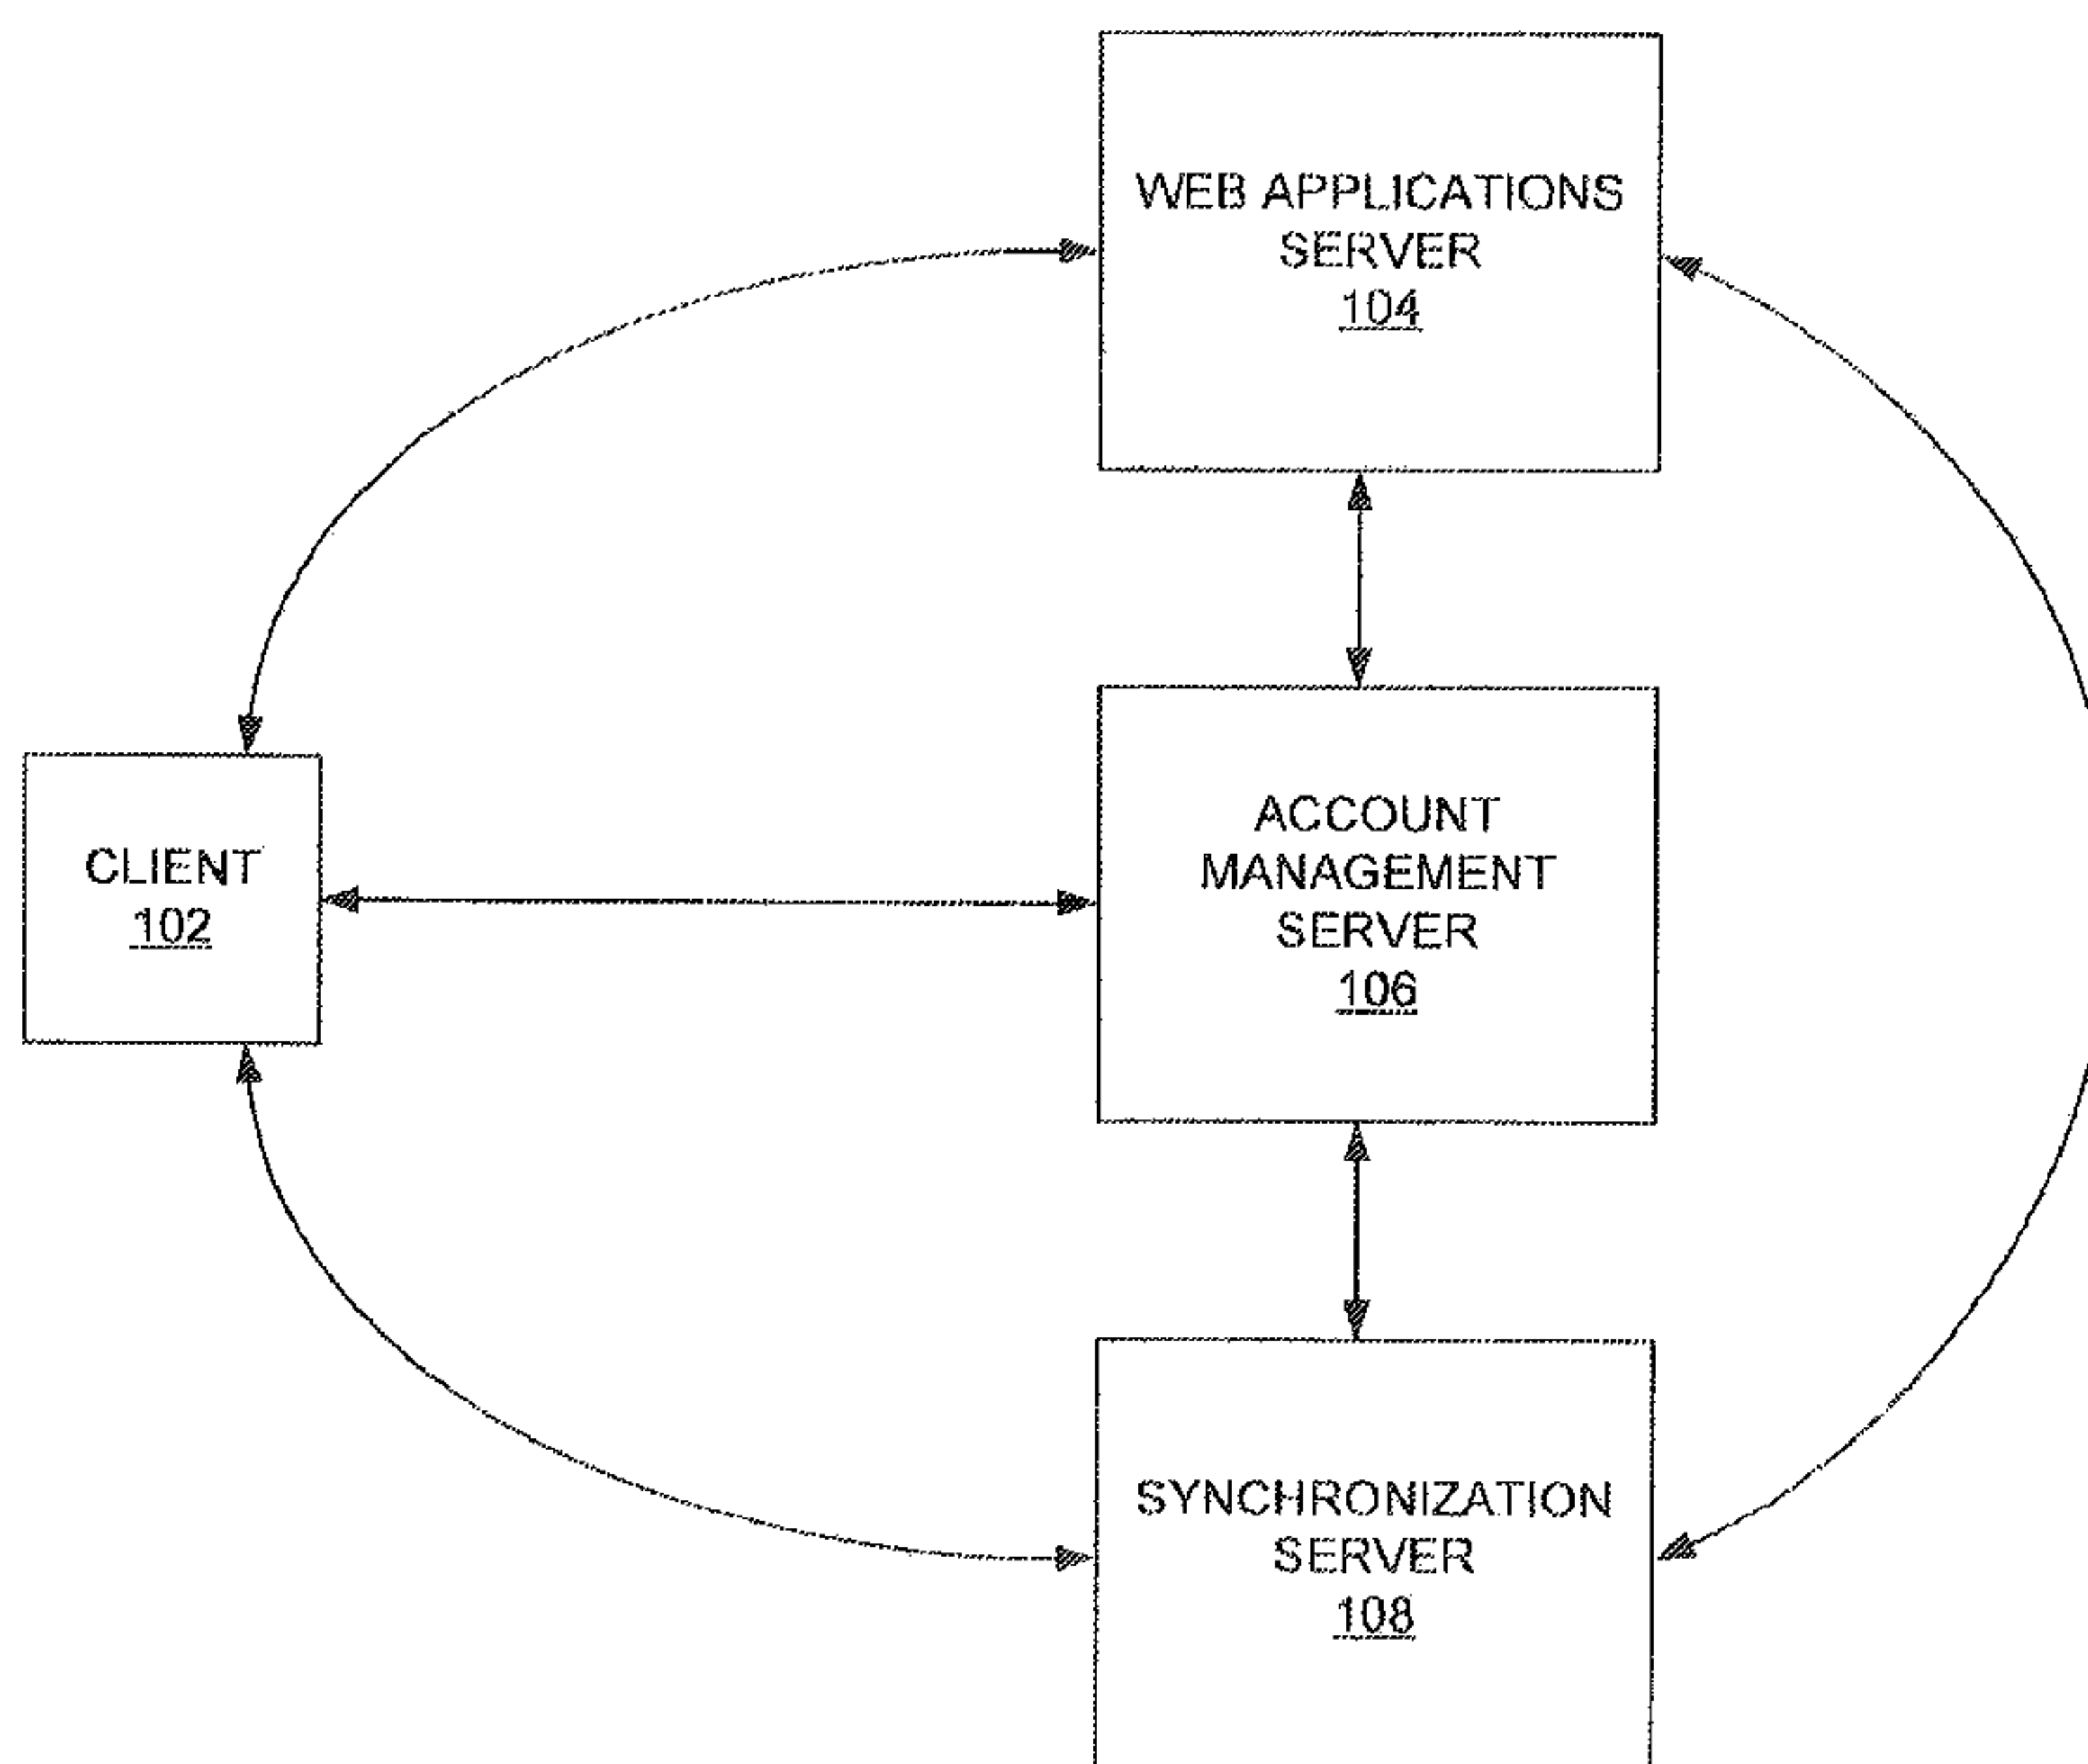 WEB APPLICATIONS
SERVER
104
CLIENT
102
ACCOUNT
MANAGEMENT
SERVER
106
SYNCHRONIZATION
SERVER
108